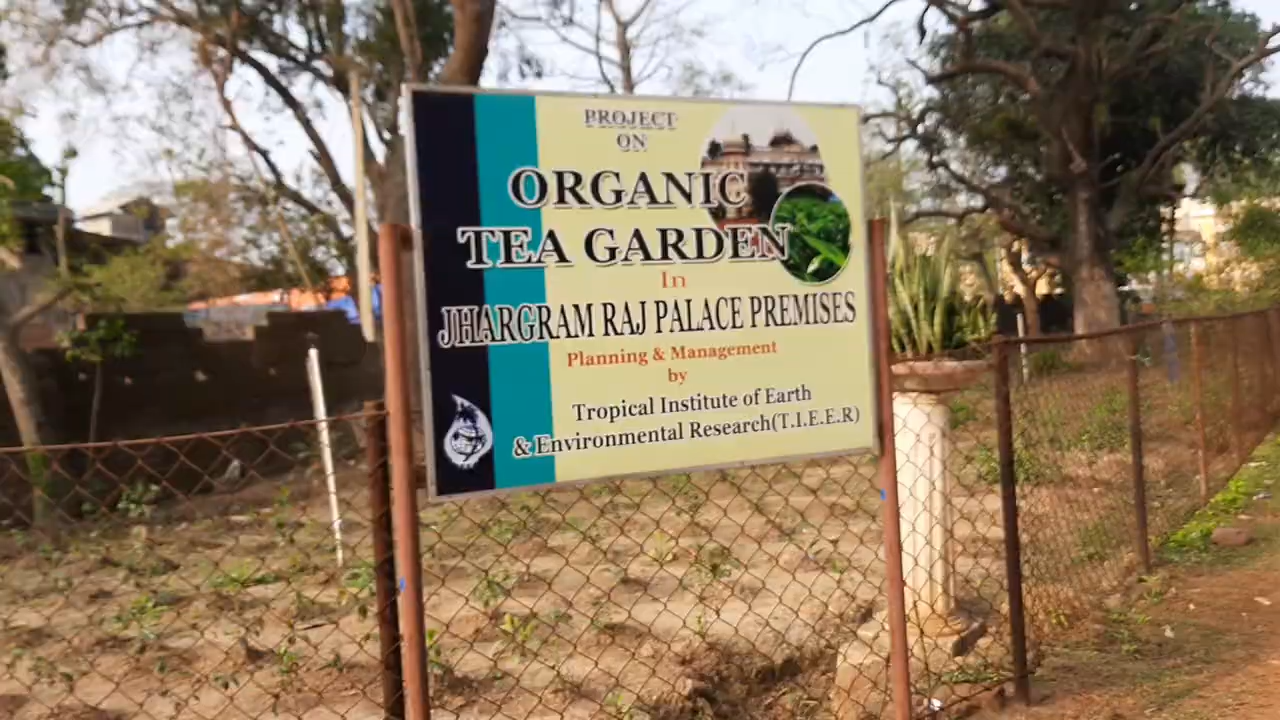 PROJECT
ON
ORGANIC
TEA GARDEN
In
JHARGRAM RAJ PALACE PREMISES
Planning & Management
by
Tropical Institute of Earth
& Environmental Research(T.I.E.E.R)